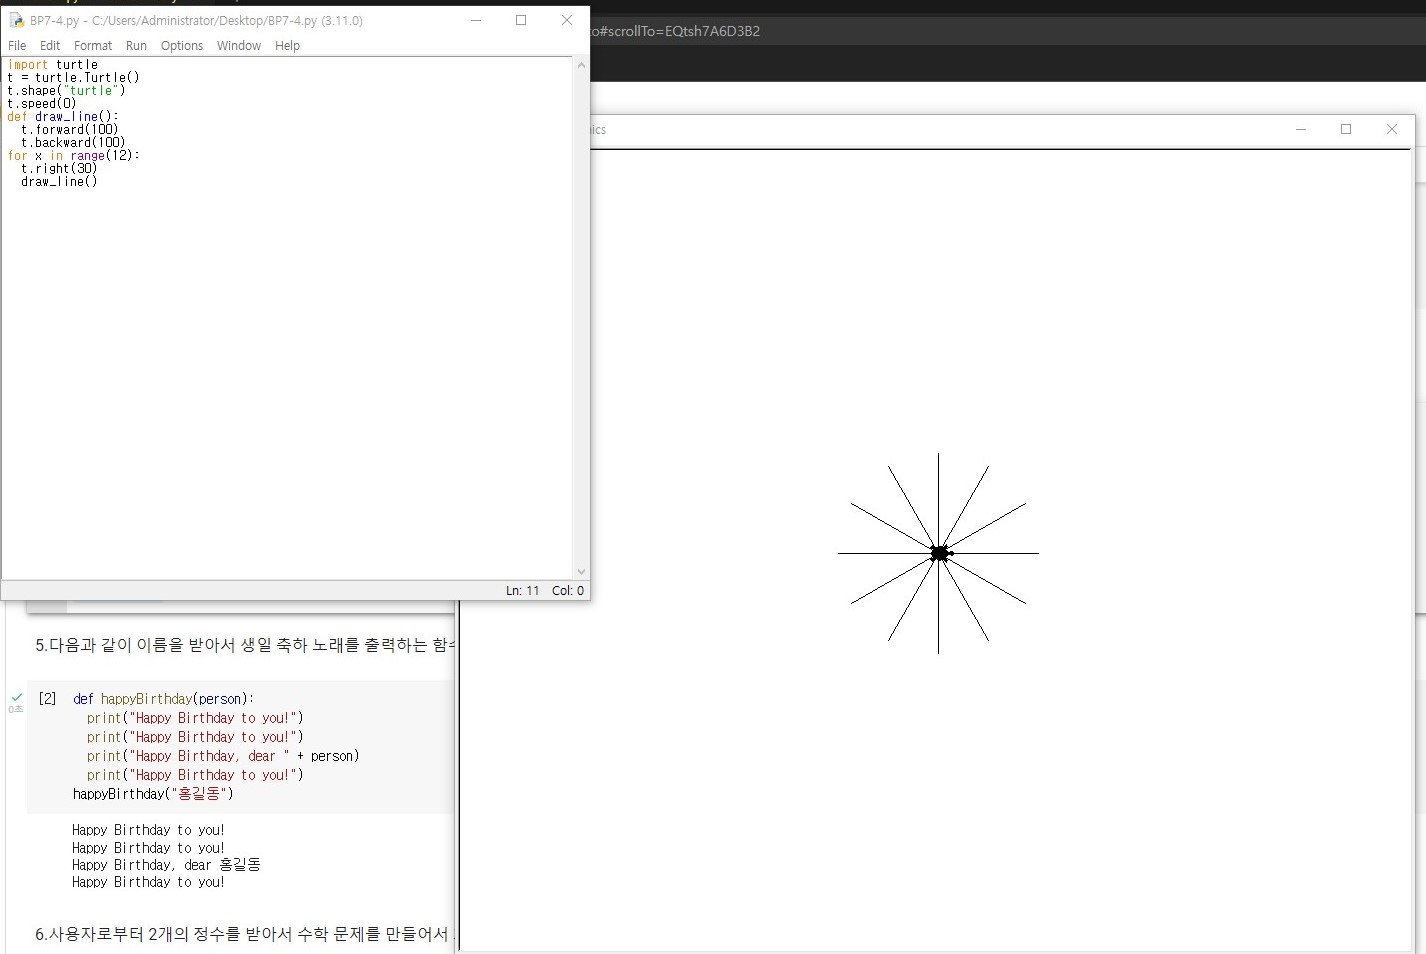 BP7-4.py - C:/Users/Administrator/Desktop/BP7-4.py (3.11.0)
File Edit Format Run Options Window Help
import turtle
t = turtle.Turtle()
t.shape("turtle")
t.speed(0)
def draw_line():
  t.forward(100)
  t.backward(100)
for x in range(12):
  t.right(30)
  draw_line()
Ln: 11 Col: 0
#scrollTo=EQtsh7A6D3B2
ics
5.다음과 같이 이름을 받아서 생일 축하 노래를 출력하는 함수
0초
[2] def happyBirthday(person):
  print("Happy Birthday to you!")
  print("Happy Birthday to you!")
  print("Happy Birthday, dear " + person)
  print("Happy Birthday to you!")
happyBirthday("홍길동")
Happy Birthday to you!
Happy Birthday to you!
Happy Birthday, dear 홍길동
Happy Birthday to you!
6.사용자로부터 2개의 정수를 받아서 수학 문제를 만들어서